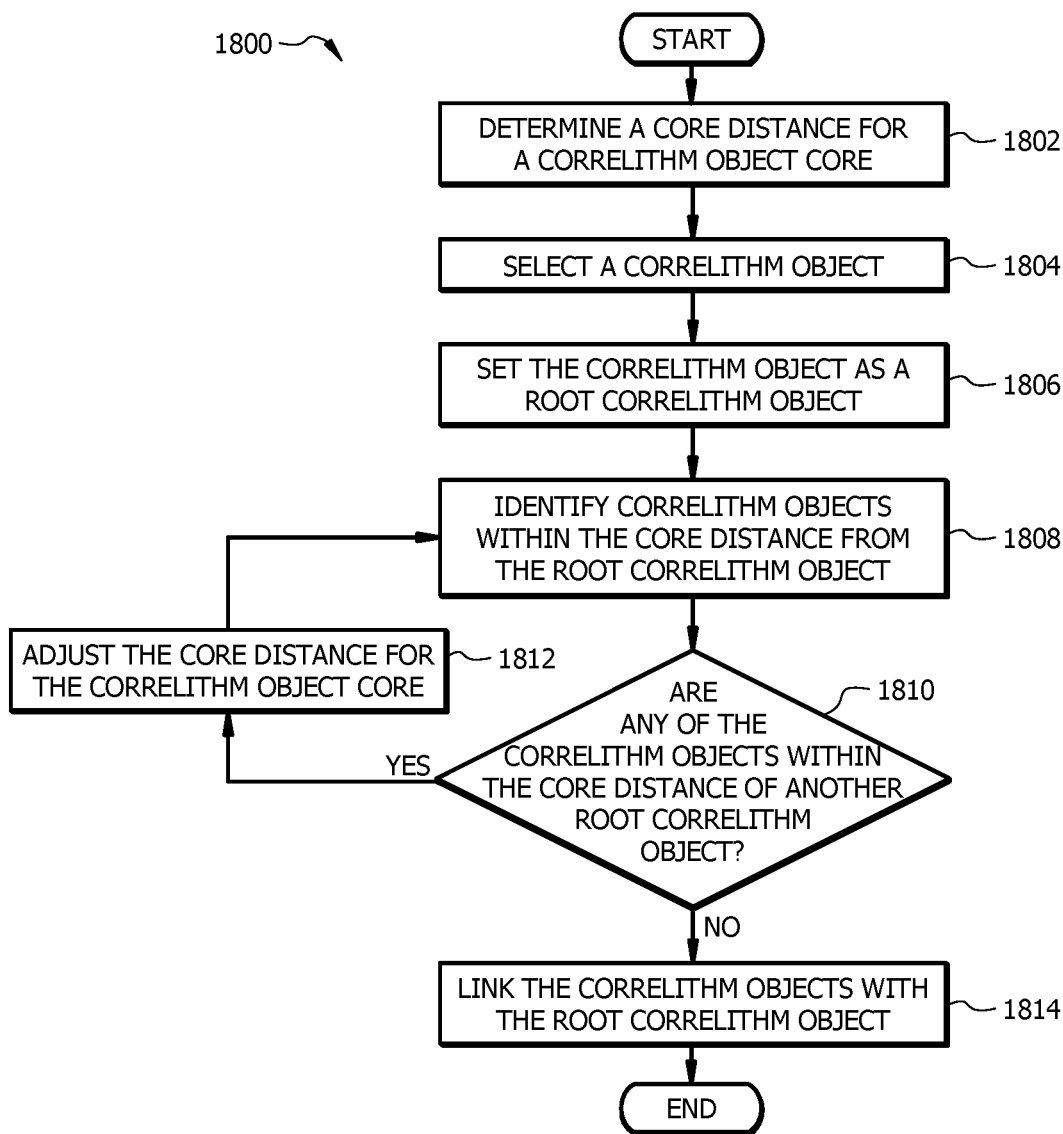 1800
START
DETERMINE A CORE DISTANCE FOR
A CORRELITHM OBJECT CORE
1802
SELECT A CORRELITHM OBJECT
1804
SET THE CORRELITHM OBJECT AS A
ROOT CORRELITHM OBJECT
1806
IDENTIFY CORRELITHM OBJECTS
WITHIN THE CORE DISTANCE FROM
THE ROOT CORRELITHM OBJECT
1808
ADJUST THE CORE DISTANCE FOR
THE CORRELITHM OBJECT CORE
1812
ARE
ANY OF THE
CORRELITHM OBJECTS WITHIN
THE CORE DISTANCE OF ANOTHER
ROOT CORRELITHM
OBJECT?
1810
YES
NO
LINK THE CORRELITHM OBJECTS WITH
THE ROOT CORRELITHM OBJECT
1814
END